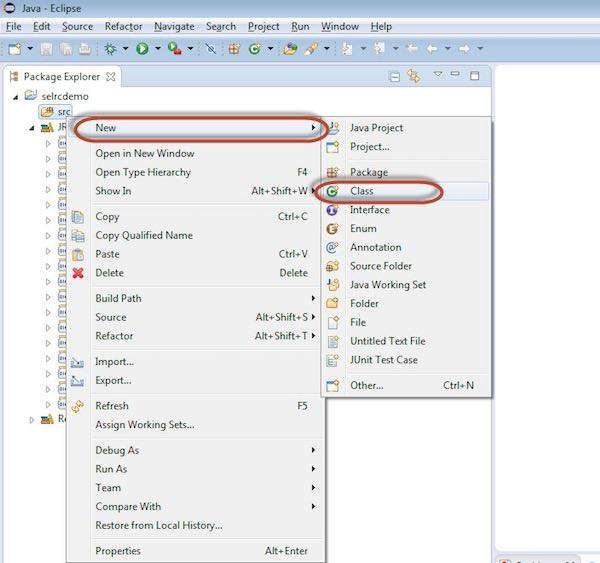 Java - Eclipse
File Edit Source Refactor Navigate Search Project Run Window Help
Package Explorer
selrcdemo
src
JR
Re
New
Open in New Window
Open Type Hierarchy F4
Show In Alt+Shift+W
Copy Ctrl+C
Copy Qualified Name
Paste Ctrl+V
Delete Delete
Build Path
Source Alt+Shift+S
Refactor Alt+Shift+T
Import...
Export...
Refresh F5
Assign Working Sets...
Debug As
Run As
Team
Compare With
Restore from Local History...
Properties Alt+Enter
Java Project
Project...
Package
Class
Interface
Enum
Annotation
Source Folder
Java Working Set
Folder
File
Untitled Text File
JUnit Test Case
Other... Ctrl+N